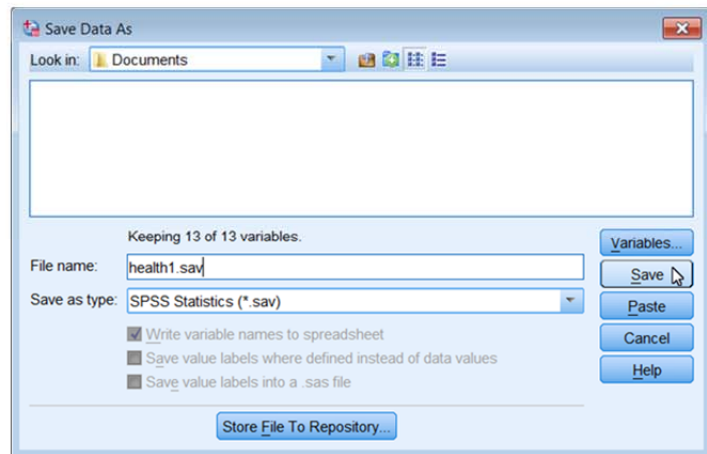 Save Data As
Look in: Documents
Keeping 13 of 13 variables.
File name: health1.sav
Save as type: SPSS Statistics (*.sav)
Write variable names to spreadsheet
Save value labels where defined instead of data values
Save value labels into a .sas file
Variables...
Save
Paste
Cancel
Help
Store File To Repository...